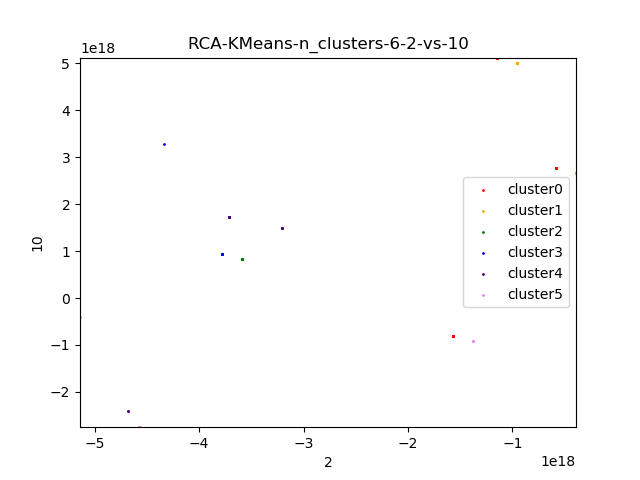 RCA-KMeans-n_clusters-6-2-vs-10
1e18
5
4
3
2
1
0
−1
−2
10
cluster0
cluster1
cluster2
cluster3
cluster4
cluster5
−5 −4 −3 −2 −1
2
1e18